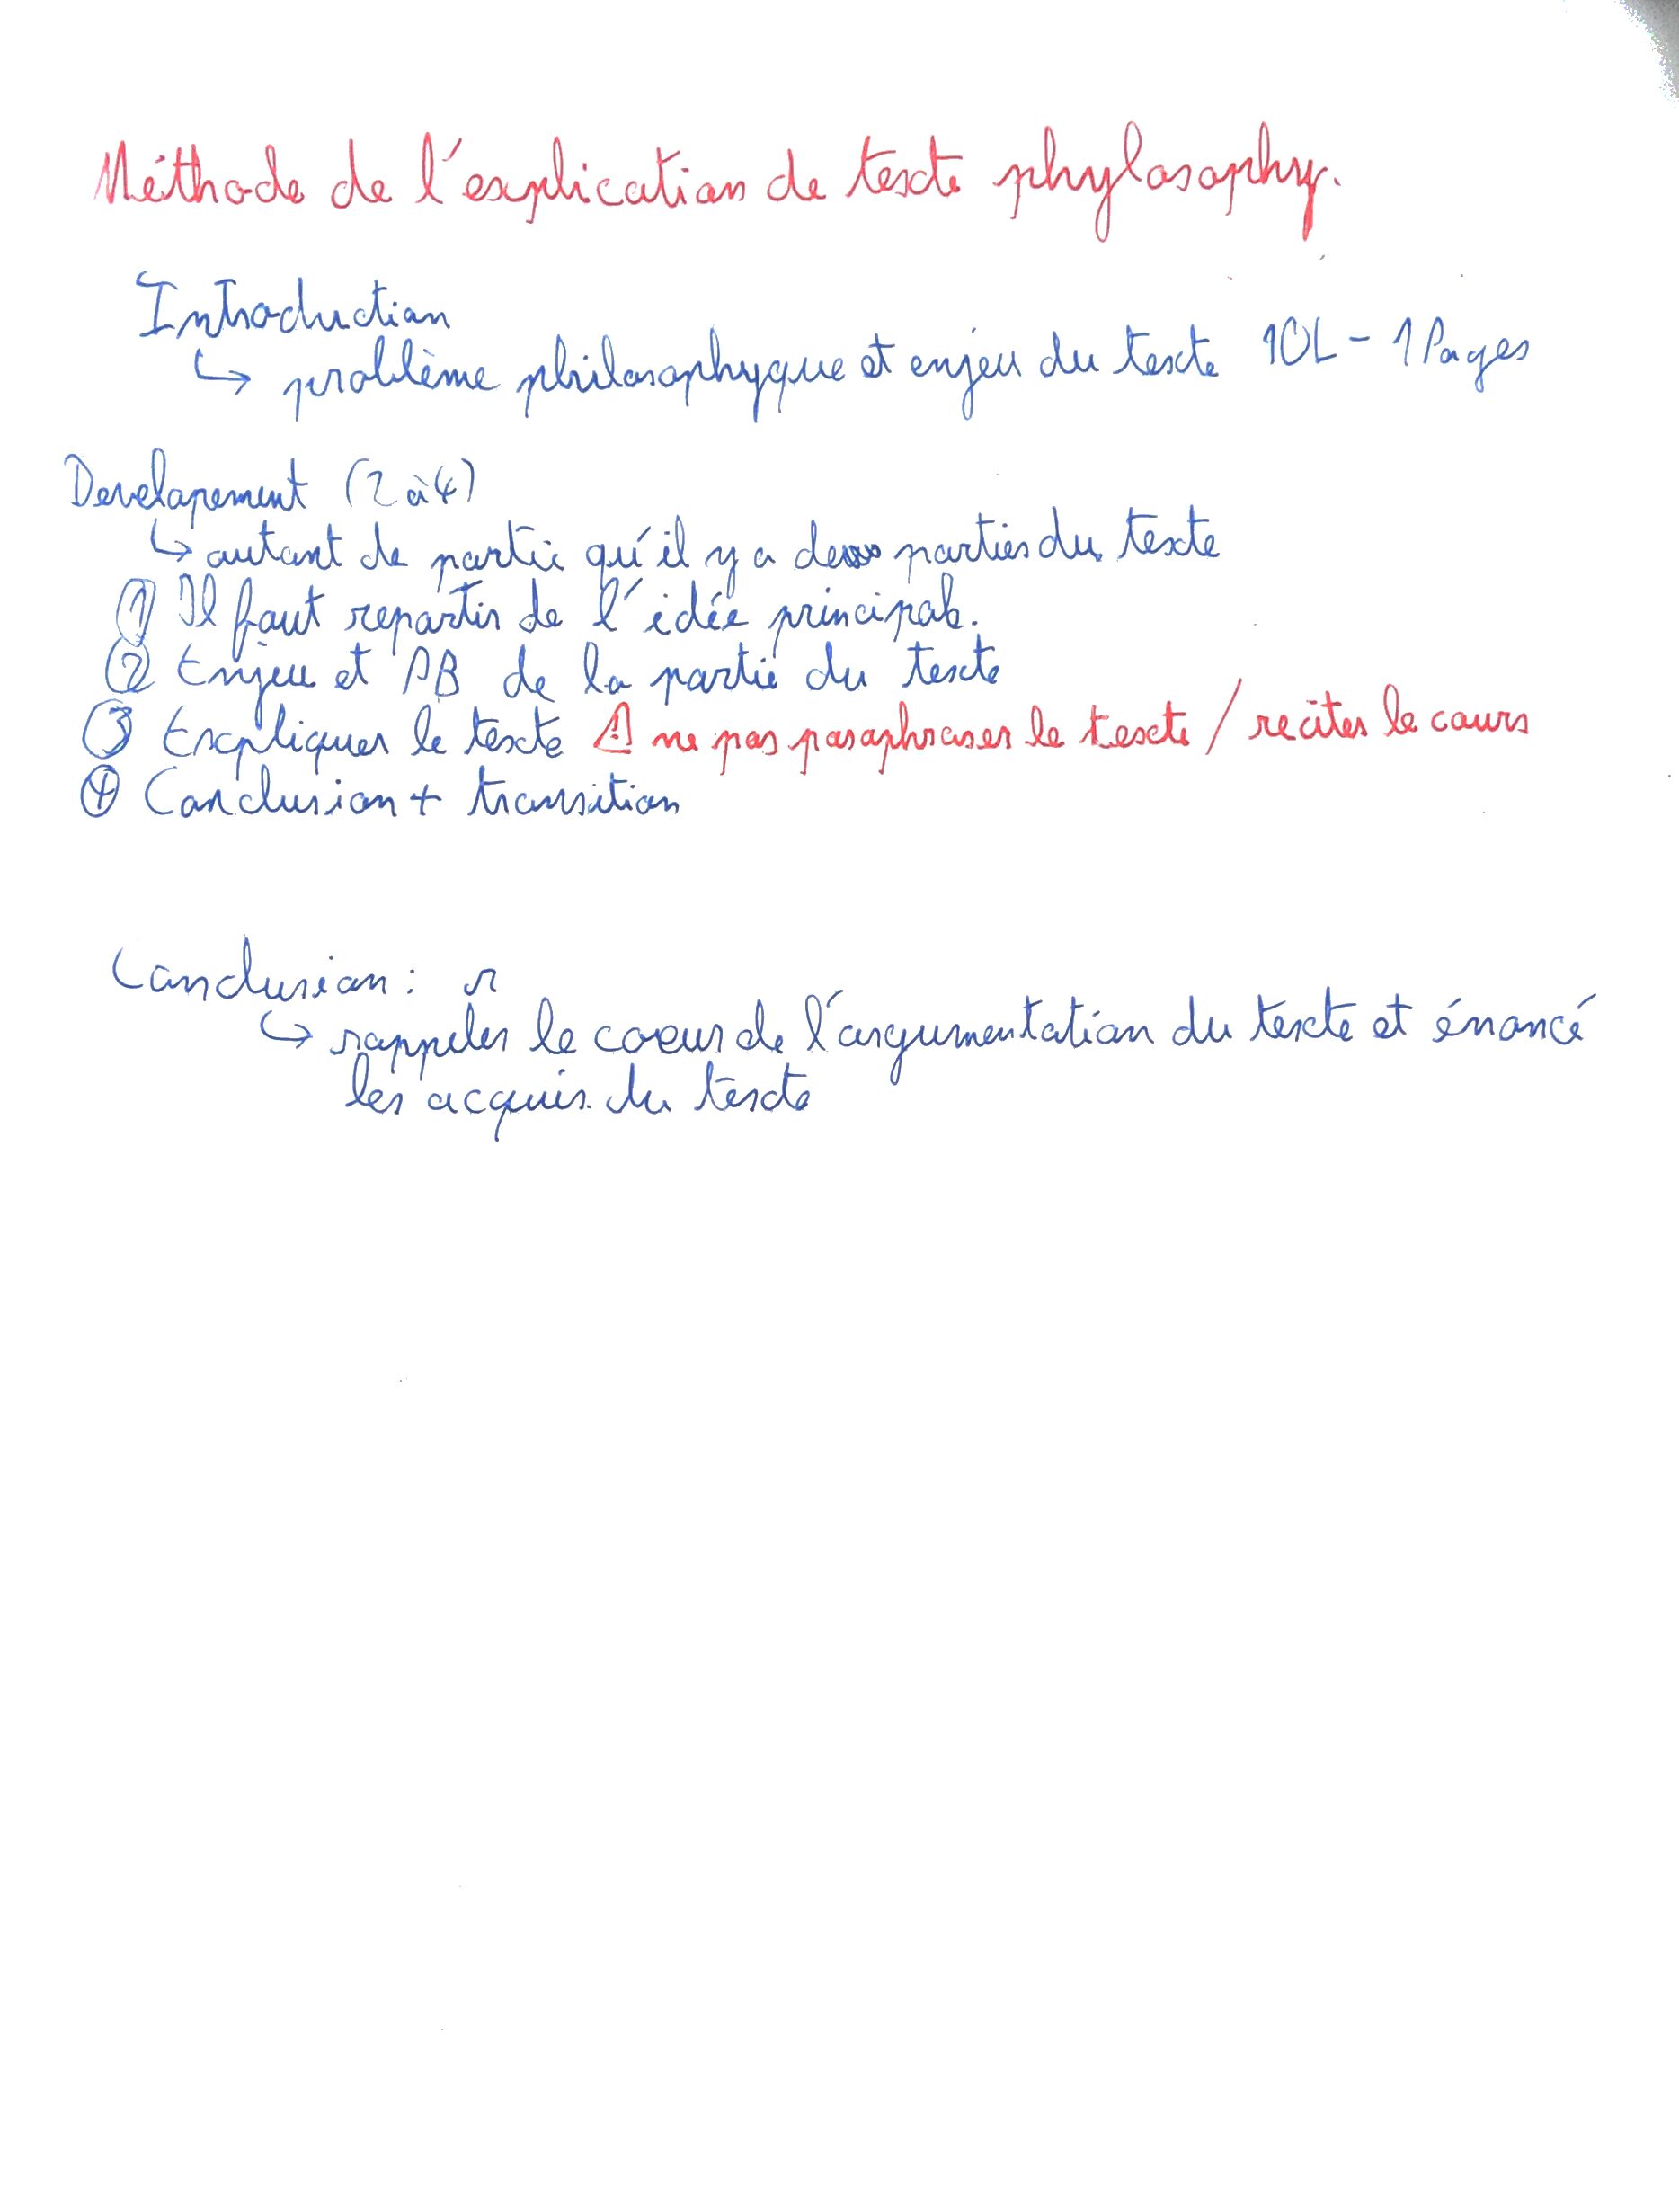 Méthode de l'explication de texte phylosophy.
Introduction
↳ problème philosophyque et enjeu du texte 10L - 1 Pages
Developement (2 à 4)
↳ autant de partie qu'il y a de parties du texte
① Il faut repartir de l'idée principale.
② Enjeu et PB de la partie du texte
③ Expliquer le texte ⚠ ne pas paraphraser le texte / reciter le cours
④ Conclusion + transition
Conclusion :
↳ rappeler le coeur de l'argumentation du texte et énoncé
les acquis du texte